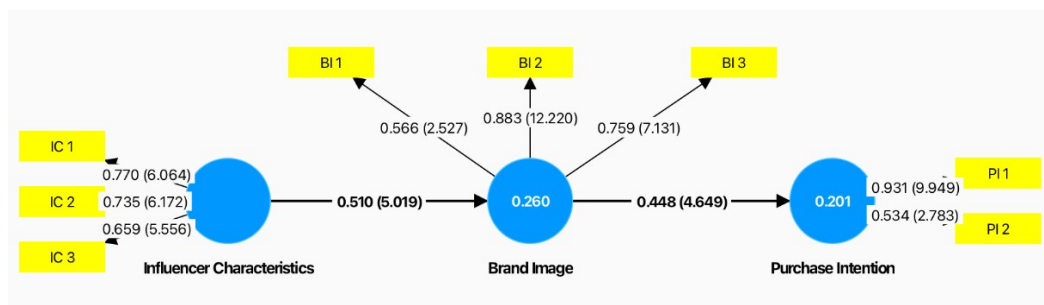 BI 1
BI 2
BI 3
0.566 (2.527)
0.883 (12.220)
0.759 (7.131)
IC 1
0.770 (6.064)
IC 2
0.735 (6.172)
0.659 (5.556)
IC 3
0.510 (5.019)
0.260
0.448 (4.649)
0.201
PI 1
0.931 (9.949)
0.534 (2.783)
PI 2
Influencer Characteristics
Brand Image
Purchase Intention